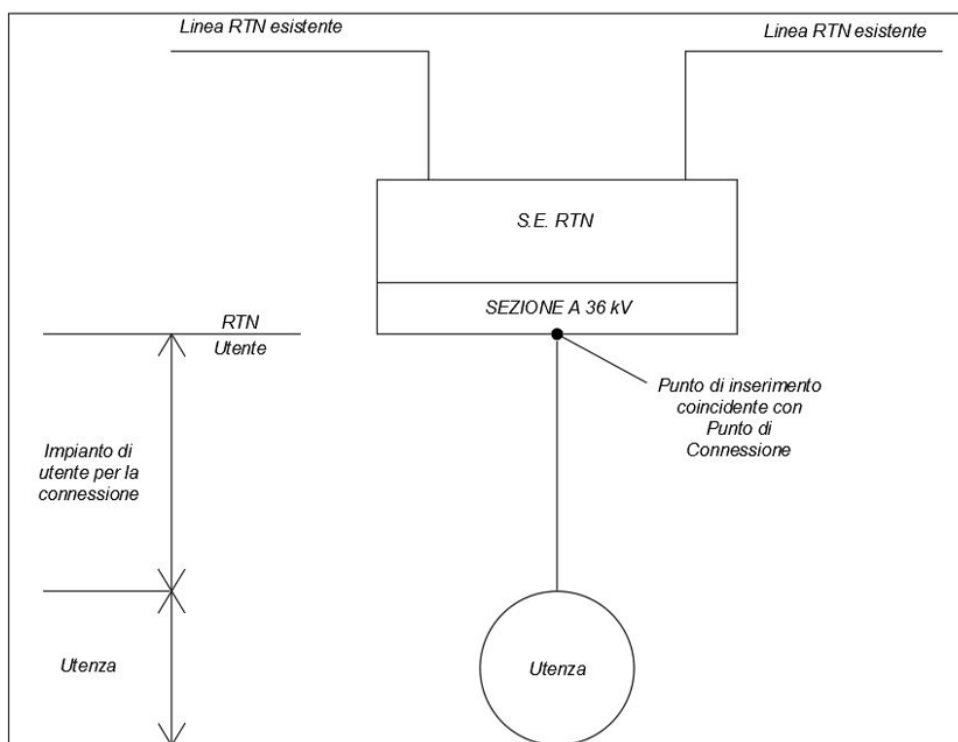 Linea RTN esistente
Linea RTN esistente
S.E. RTN
SEZIONE A 36 kV
RTN
Utente
Punto di inserimento
coincidente con
Punto di
Connessione
Impianto di
utente per la
connessione
Utenza
Utenza